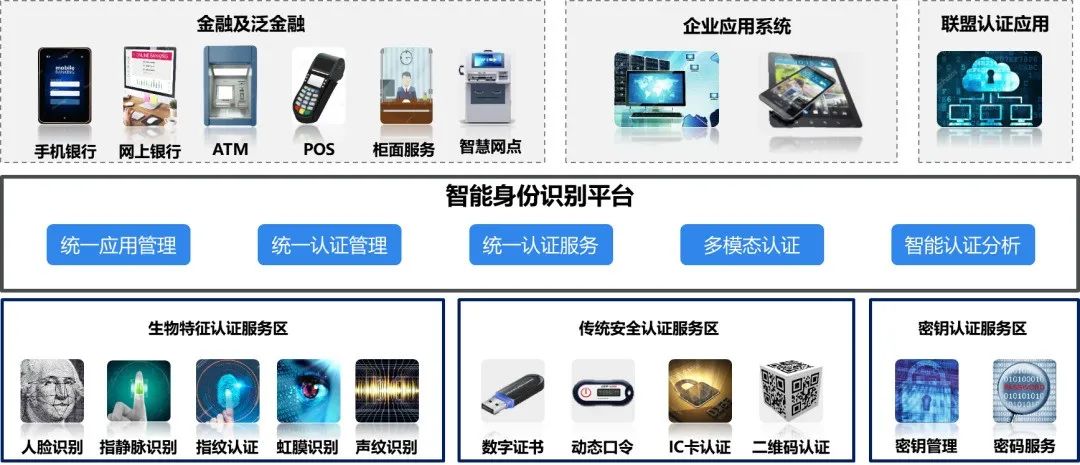 金融及泛金融
企业应用系统
联盟认证应用
mobile
BANKING
ONLINE BANKING
手机银行
网上银行
ATM
POS
柜面服务
智慧网点
智能身份识别平台
统一应用管理
统一认证管理
统一认证服务
多模态认证
智能认证分析
生物特征认证服务区
传统安全认证服务区
密钥认证服务区
PASSWORD
人脸识别
指静脉识别
指纹认证
虹膜识别
声纹识别
数字证书
动态口令
IC卡认证
二维码认证
密钥管理
密码服务